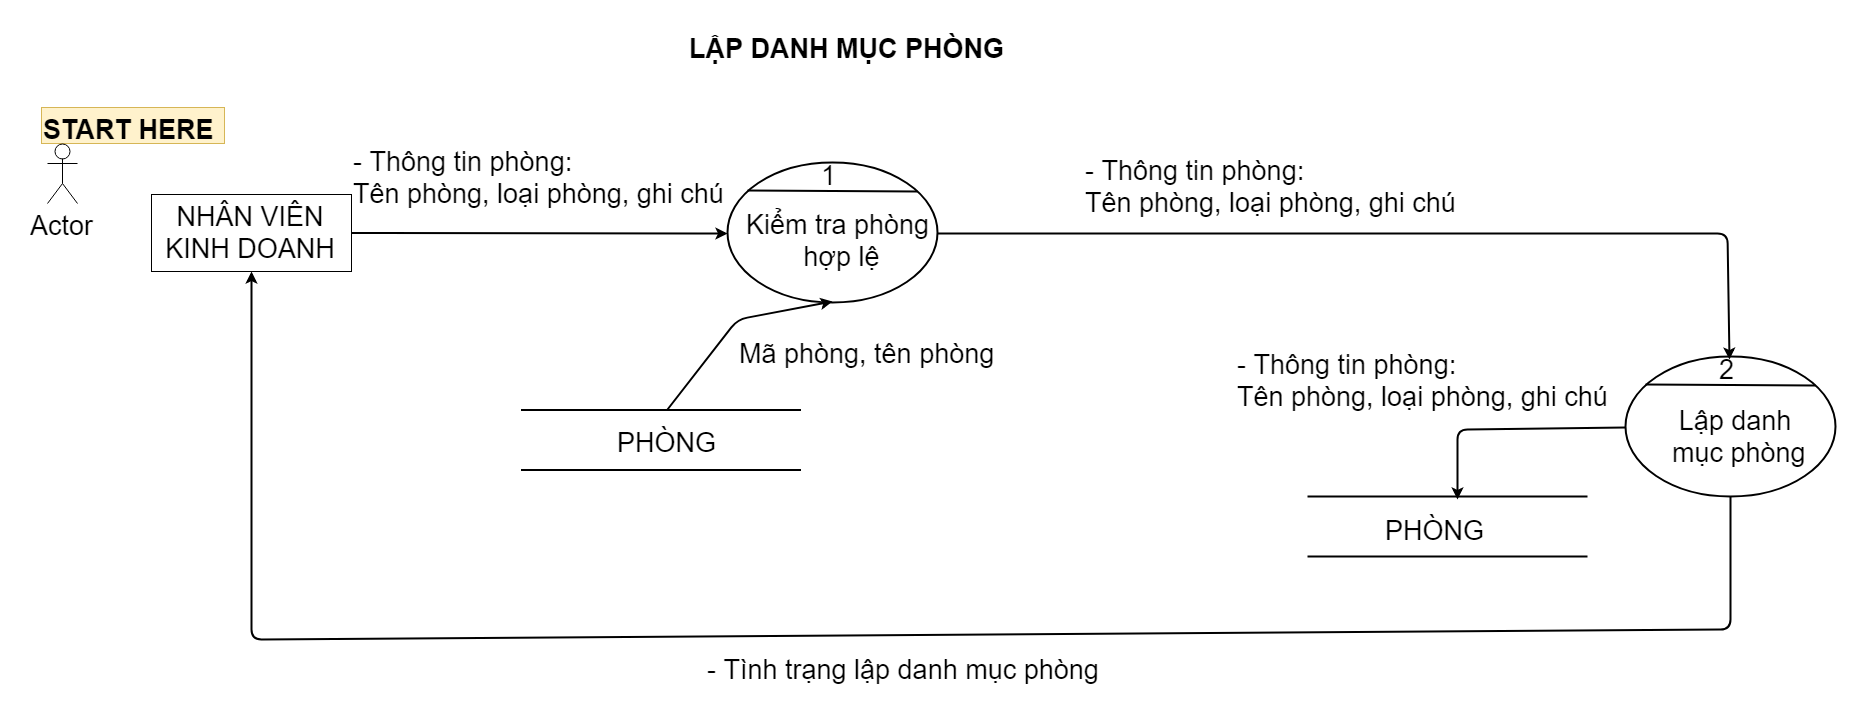 LẬP DANH MỤC PHÒNG
START HERE
Actor
NHÂN VIÊN
KINH DOANH
- Thông tin phòng:
Tên phòng, loại phòng, ghi chú
1
Kiểm tra phòng
hợp lệ
- Thông tin phòng:
Tên phòng, loại phòng, ghi chú
Mã phòng, tên phòng
PHÒNG
- Thông tin phòng:
Tên phòng, loại phòng, ghi chú
2
Lập danh
mục phòng
PHÒNG
- Tình trạng lập danh mục phòng